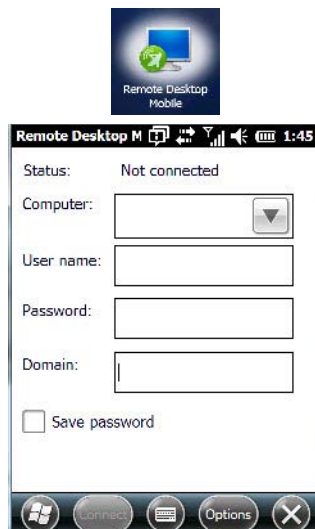 Remote Desktop
Mobile
Remote Desktop M 1:45
Status: Not connected
Computer:
User name:
Password:
Domain:
Save password
Connect Options